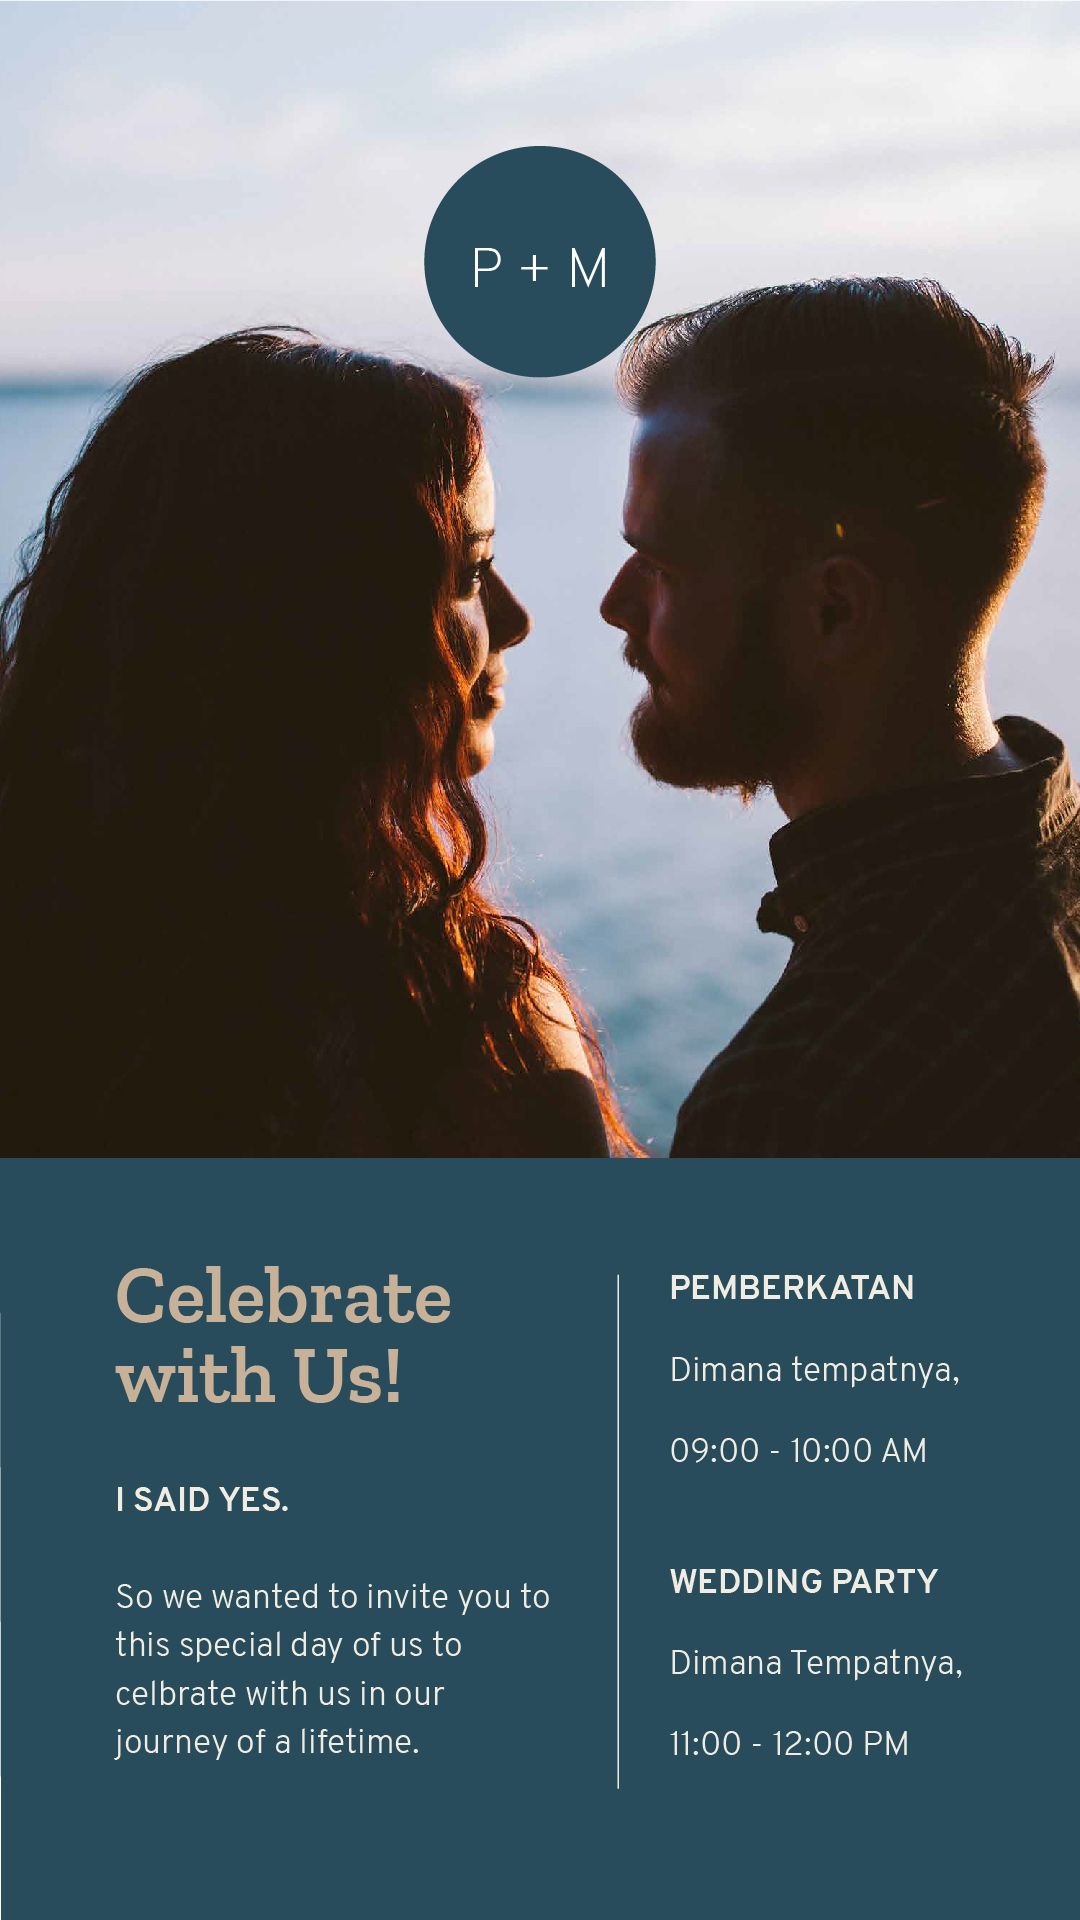 P + M
Celebrate
with Us!
I SAID YES.
So we wanted to invite you to
this special day of us to
celbrate with us in our
journey of a lifetime.
PEMBERKATAN
Dimana tempatnya,
09:00 - 10:00 AM
WEDDING PARTY
Dimana Tempatnya,
11:00 - 12:00 PM